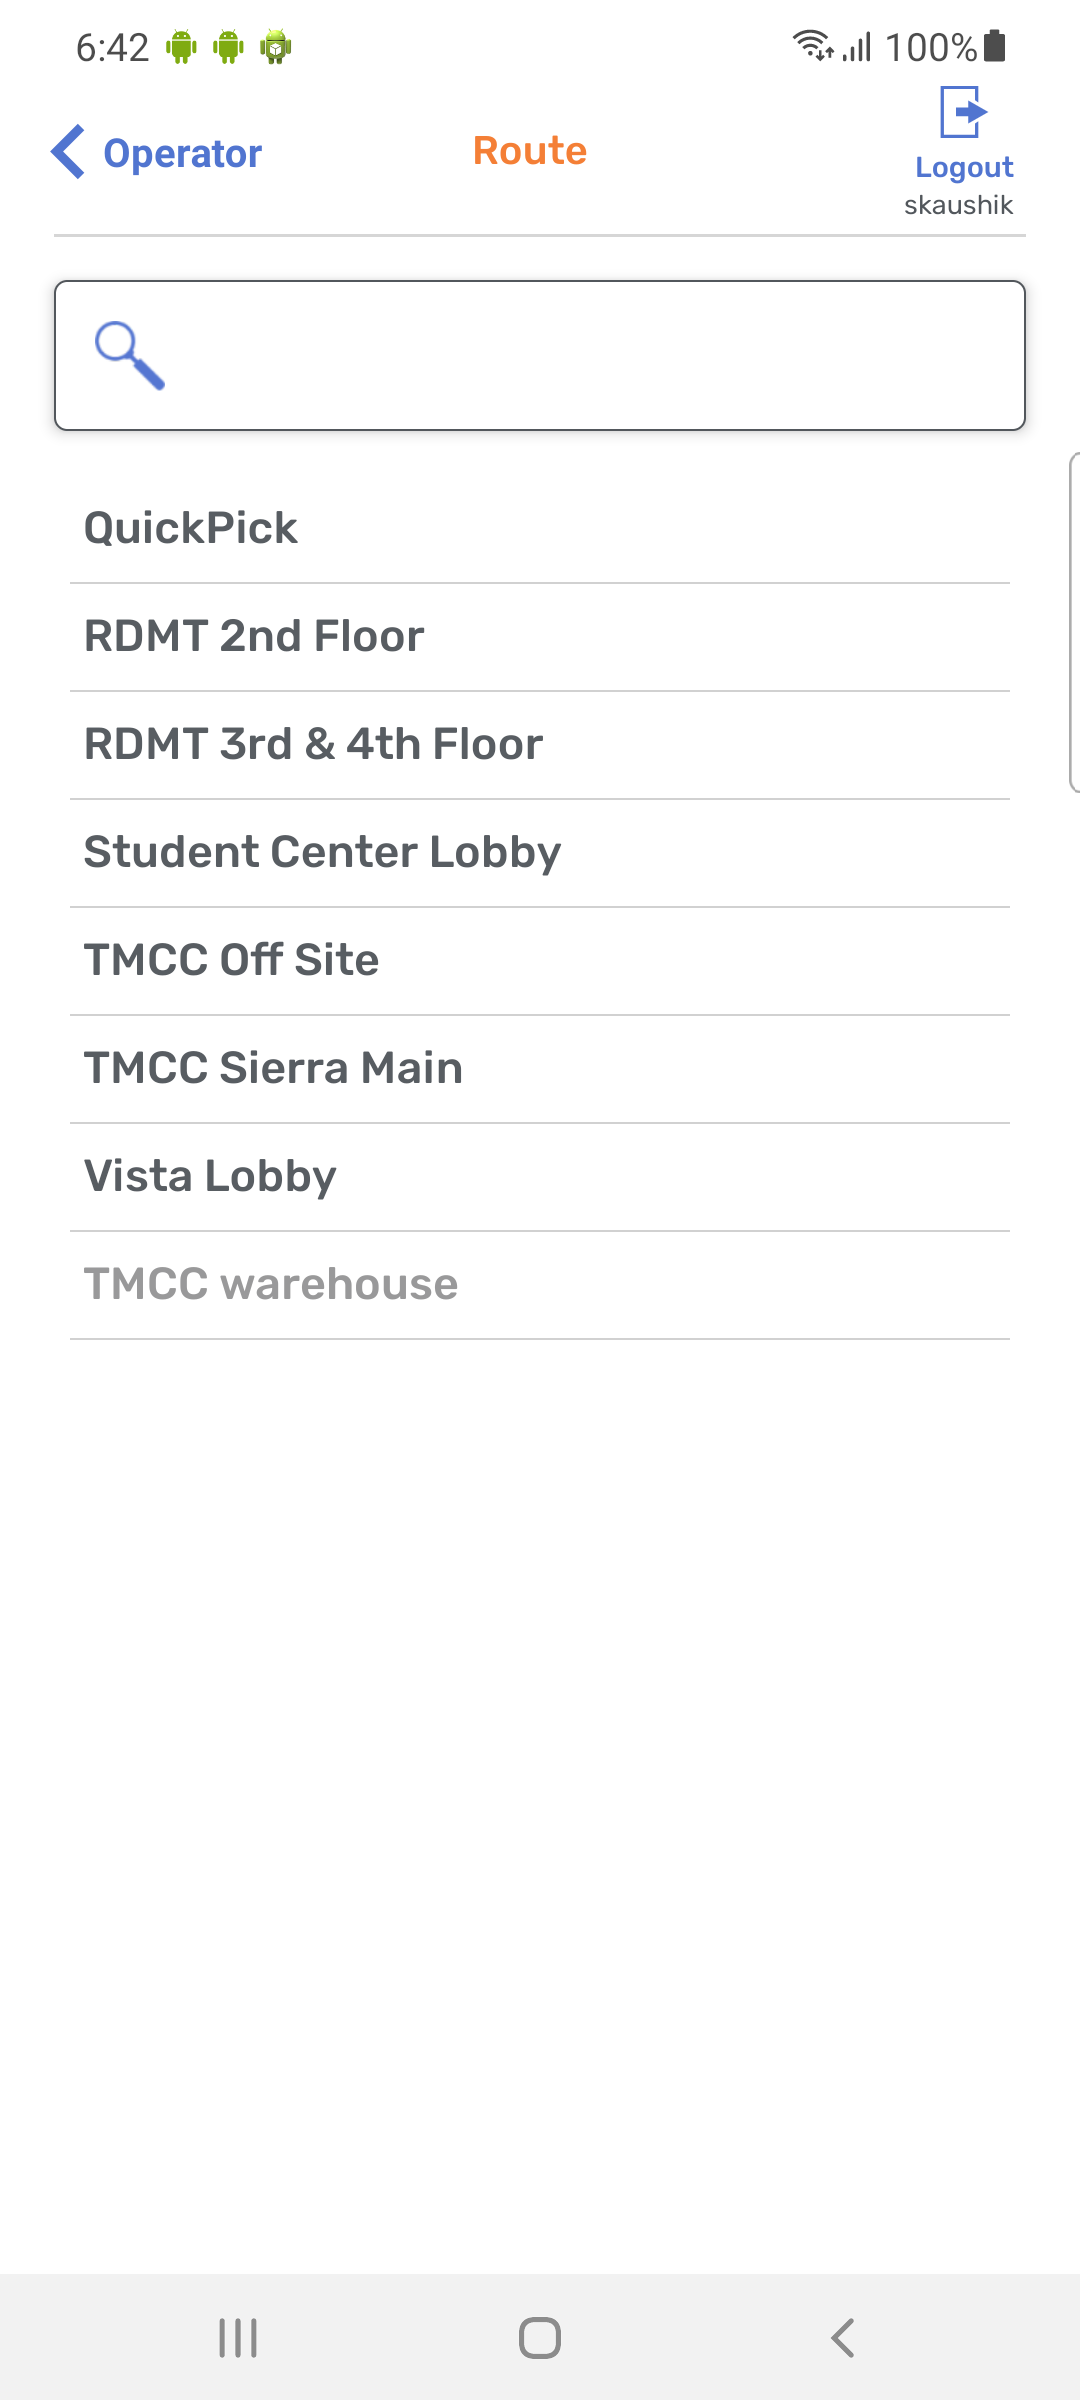 6:42
100%
Operator
Route
Logout
skaushik
QuickPick
RDMT 2nd Floor
RDMT 3rd & 4th Floor
Student Center Lobby
TMCC Off Site
TMCC Sierra Main
Vista Lobby
TMCC warehouse